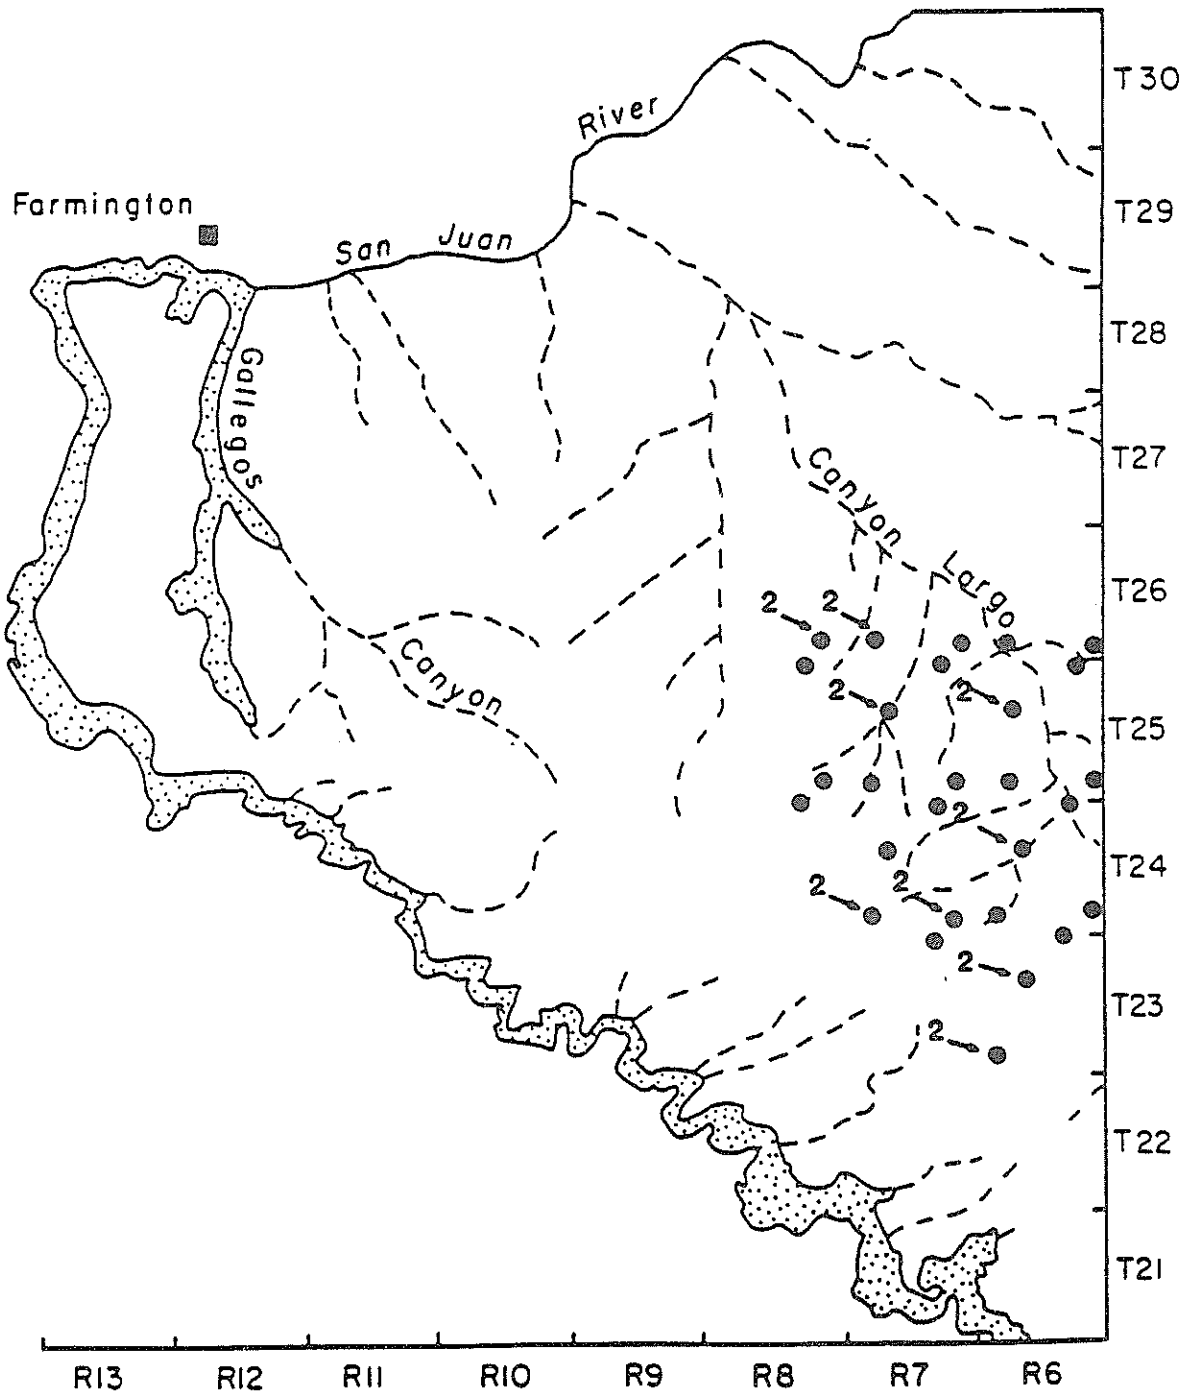 T30
River
T29
Farmington
San Juan
T28
Gallegos
T27
Canyon
Largo
T26
2
2
2
2
Canyon
T25
2
T24
2
2
2
T23
2
T22
T21
R13
R12
R11
R10
R9
R8
R7
R6